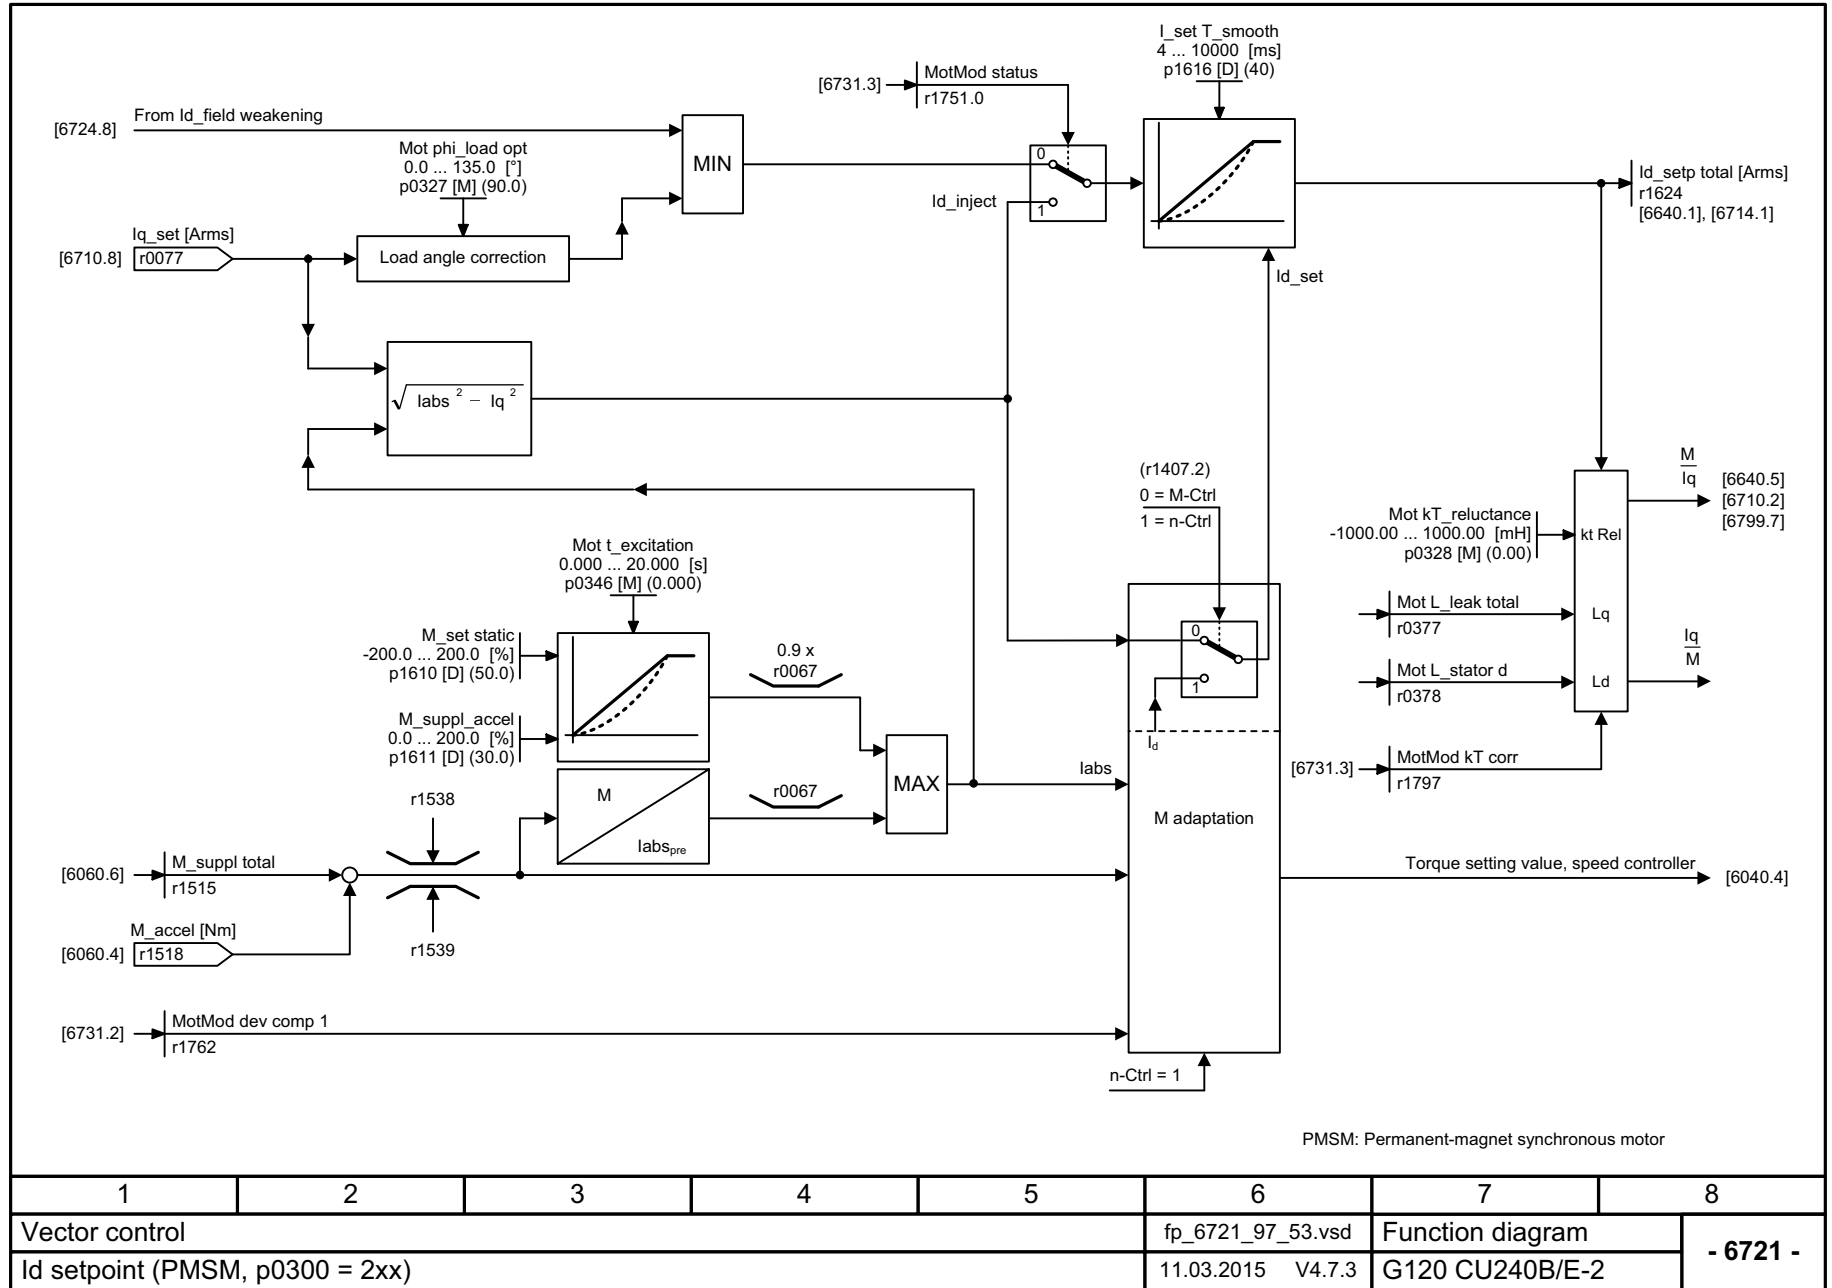 I_set T_smooth
4 ... 10000 [ms]
p1616 [D] (40)
[6731.3]
MotMod status
r1751.0
[6724.8]
From Id_field weakening
Mot phi_load opt
0.0 ... 135.0 [°]
p0327 [M] (90.0)
MIN
0
1
Id_inject
Id_setp total [Arms]
r1624
[6640.1], [6714.1]
Iq_set [Arms]
[6710.8]
r0077
Load angle correction
Id_set
√ Iabs ² – Iq ²
(r1407.2)
0 = M-Ctrl
1 = n-Ctrl
M
Iq
[6640.5]
[6710.2]
[6799.7]
Mot kT_reluctance
-1000.00 ... 1000.00 [mH]
p0328 [M] (0.00)
kt Rel
Mot t_excitation
0.000 ... 20.000 [s]
p0346 [M] (0.000)
Mot L_leak total
r0377
Lq
M_set static
-200.0 ... 200.0 [%]
p1610 [D] (50.0)
0.9 x
r0067
0
1
Iq
M
Mot L_stator d
r0378
Ld
M_suppl_accel
0.0 ... 200.0 [%]
p1611 [D] (30.0)
Id
[6731.3]
MotMod kT corr
r1797
M
Iabspre
r0067
MAX
Iabs
M adaptation
r1538
[6060.6]
M_suppl total
r1515
Torque setting value, speed controller
[6040.4]
M_accel [Nm]
[6060.4]
r1518
r1539
[6731.2]
MotMod dev comp 1
r1762
n-Ctrl = 1
PMSM: Permanent-magnet synchronous motor
1 2 3 4 5 6 7 8
Vector control
fp_6721_97_53.vsd
Function diagram
- 6721 -
Id setpoint (PMSM, p0300 = 2xx)
11.03.2015 V4.7.3
G120 CU240B/E-2